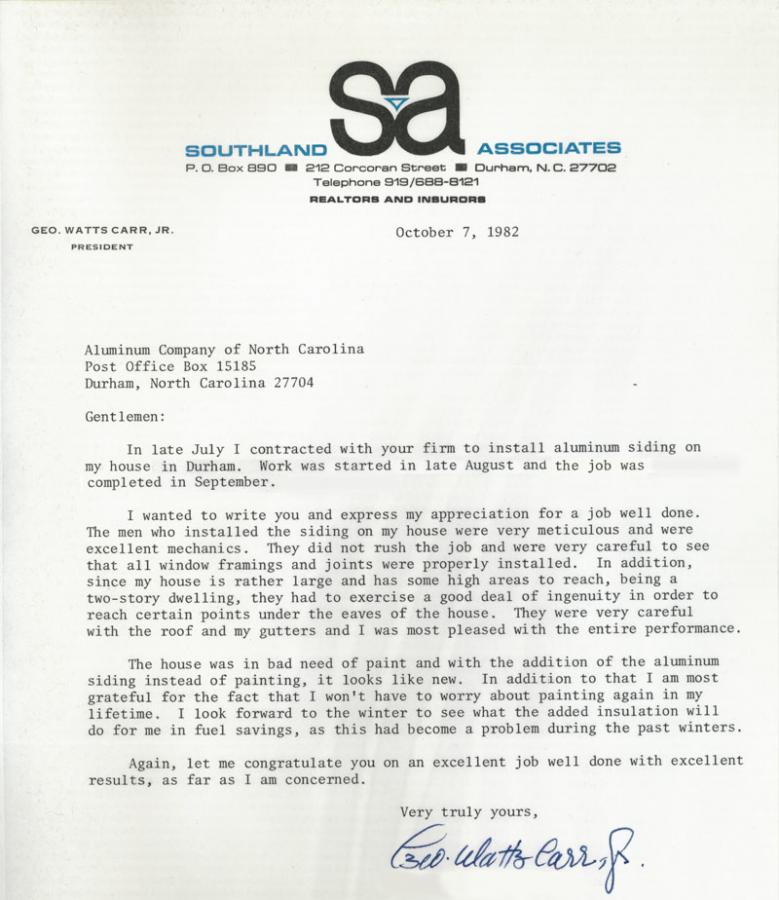 sa
SOUTHLAND ASSOCIATES
P. O. Box 890 ■ 212 Corcoran Street ■ Durham, N. C. 27702
Telephone 919/688-8121
REALTORS AND INSURORS
GEO. WATTS CARR, JR.
PRESIDENT
October 7, 1982
Aluminum Company of North Carolina
Post Office Box 15185
Durham, North Carolina 27704
Gentlemen:
In late July I contracted with your firm to install aluminum siding on
my house in Durham. Work was started in late August and the job was
completed in September.
I wanted to write you and express my appreciation for a job well done.
The men who installed the siding on my house were very meticulous and were
excellent mechanics. They did not rush the job and were very careful to see
that all window framings and joints were properly installed. In addition,
since my house is rather large and has some high areas to reach, being a
two-story dwelling, they had to exercise a good deal of ingenuity in order to
reach certain points under the eaves of the house. They were very careful
with the roof and my gutters and I was most pleased with the entire performance.
The house was in bad need of paint and with the addition of the aluminum
siding instead of painting, it looks like new. In addition to that I am most
grateful for the fact that I won't have to worry about painting again in my
lifetime. I look forward to the winter to see what the added insulation will
do for me in fuel savings, as this had become a problem during the past winters.
Again, let me congratulate you on an excellent job well done with excellent
results, as far as I am concerned.
Very truly yours,
Geo. Watts Carr, Jr.